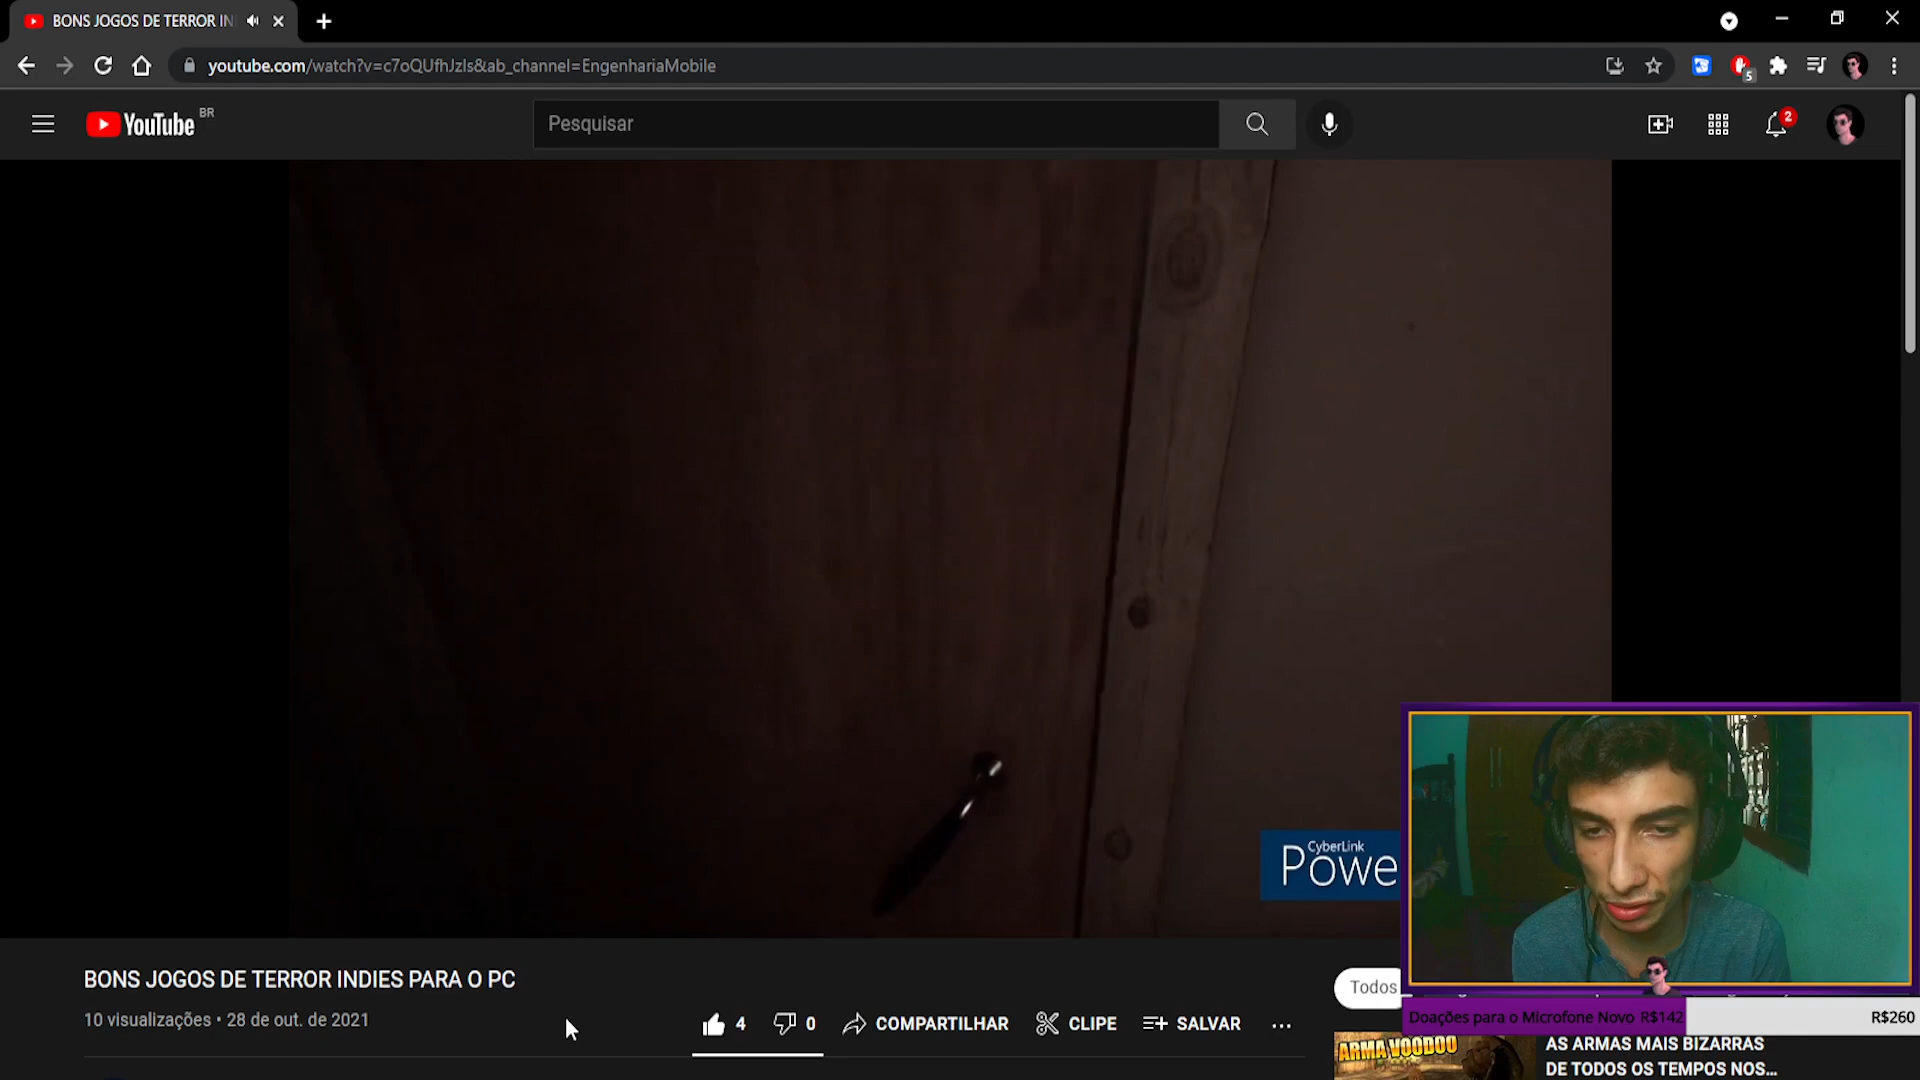 BONS JOGOS DE TERROR IN
youtube.com/watch?v=c7oQUfhJzIs&ab_channel=EngenhariaMobile
5
YouTube BR
Pesquisar
2
CyberLink
Powe
BONS JOGOS DE TERROR INDIES PARA O PC
10 visualizações • 28 de out. de 2021
4
0
COMPARTILHAR
CLIPE
SALVAR
Todos
Doações para o Microfone Novo R$142
R$260
ARMA VOODOO
AS ARMAS MAIS BIZARRAS
DE TODOS OS TEMPOS NOS...